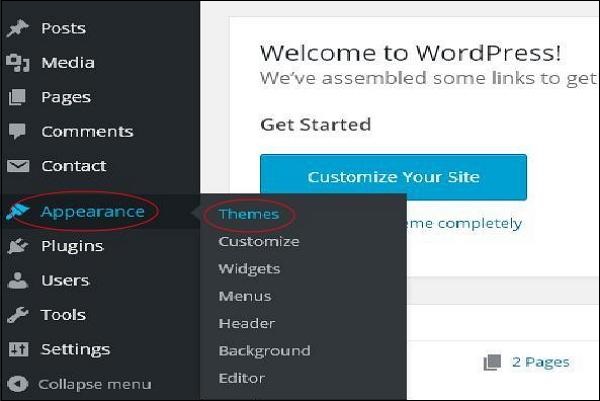 Posts
Media
Pages
Comments
Contact
Appearance
Plugins
Users
Tools
Settings
Collapse menu
Themes
Customize
Widgets
Menus
Header
Background
Editor
Welcome to WordPress!
We've assembled some links to get
Get Started
Customize Your Site
eme completely
2 Pages